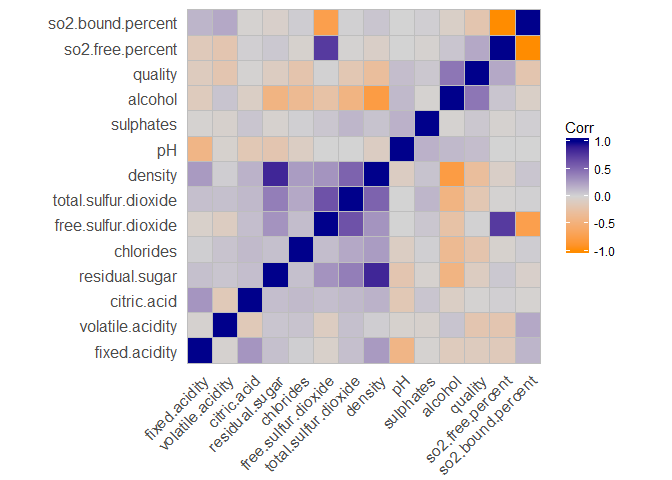 so2.bound.percent
so2.free.percent
quality
alcohol
sulphates
pH
density
total.sulfur.dioxide
free.sulfur.dioxide
chlorides
residual.sugar
citric.acid
volatile.acidity
fixed.acidity
fixed.acidity
volatile.acidity
citric.acid
residual.sugar
chlorides
free.sulfur.dioxide
total.sulfur.dioxide
density
pH
sulphates
alcohol
quality
so2.free.percent
so2.bound.percent
Corr
1.0
0.5
0.0
-0.5
-1.0